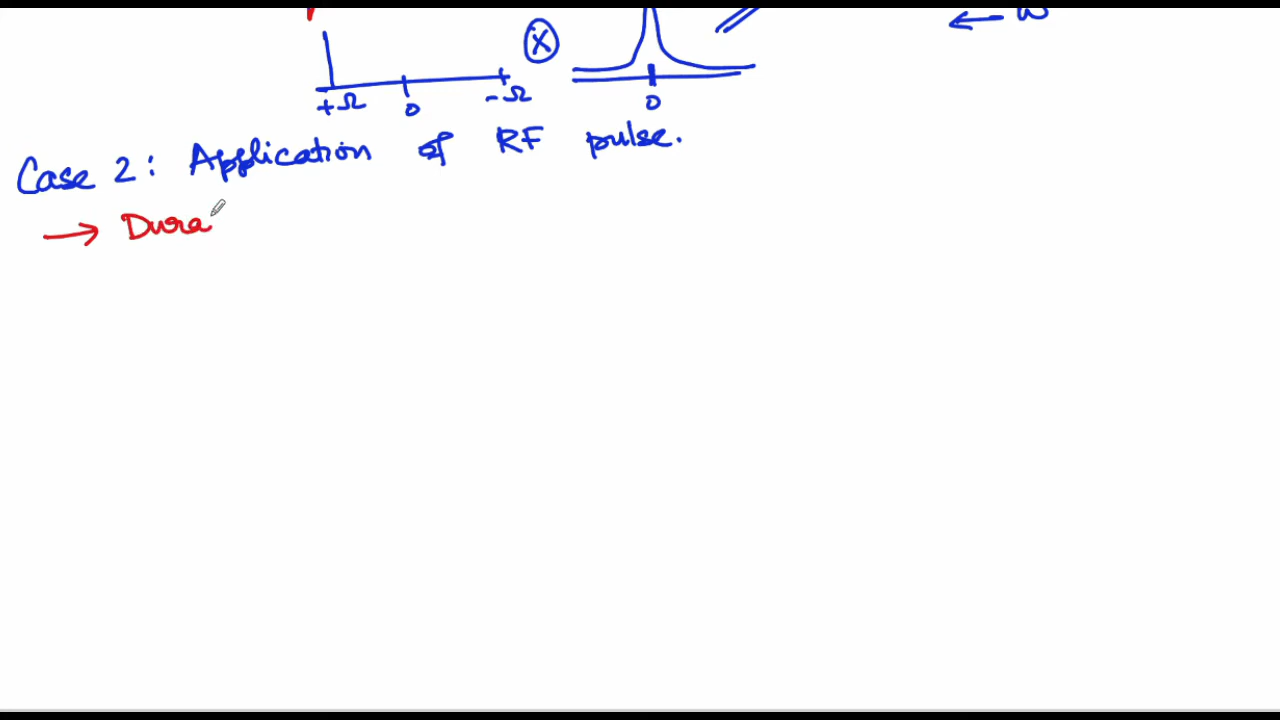 ← ω
ⓧ
+Ω 0 -Ω 0
Case 2: Application of RF pulse.
→ Dura